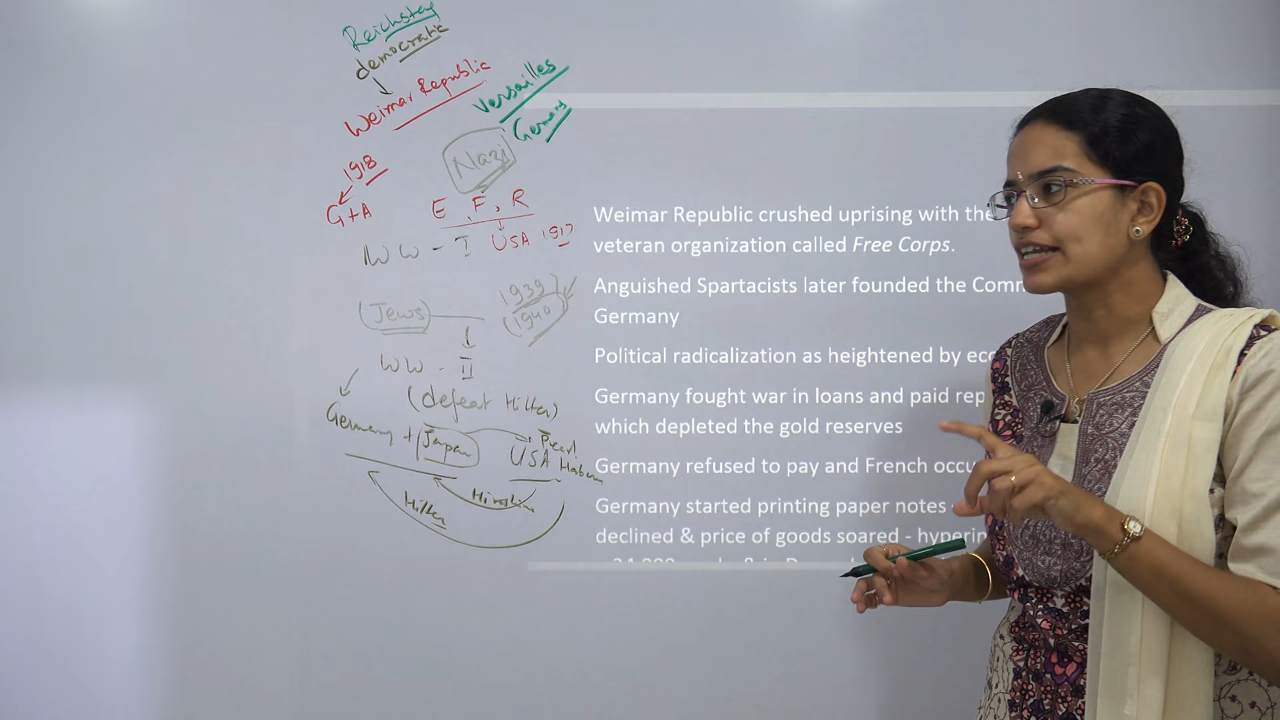 Reichstag
democratic
Weimar Republic
Versailles
Germany
Nazi
1918
G+A
E, F, R
WW - I USA 1917
(Jews)
1939
(1940)
WW - II
(defeat Hitler)
Germany + Japan
USA
Hitler
Weimar Republic crushed uprising with the
veteran organization called Free Corps.
Anguished Spartacists later founded the Com
Germany
Political radicalization as heightened by ec
Germany fought war in loans and paid rep
which depleted the gold reserves
Germany refused to pay and French occu
Germany started printing paper notes -
declined & price of goods soared - hyperin